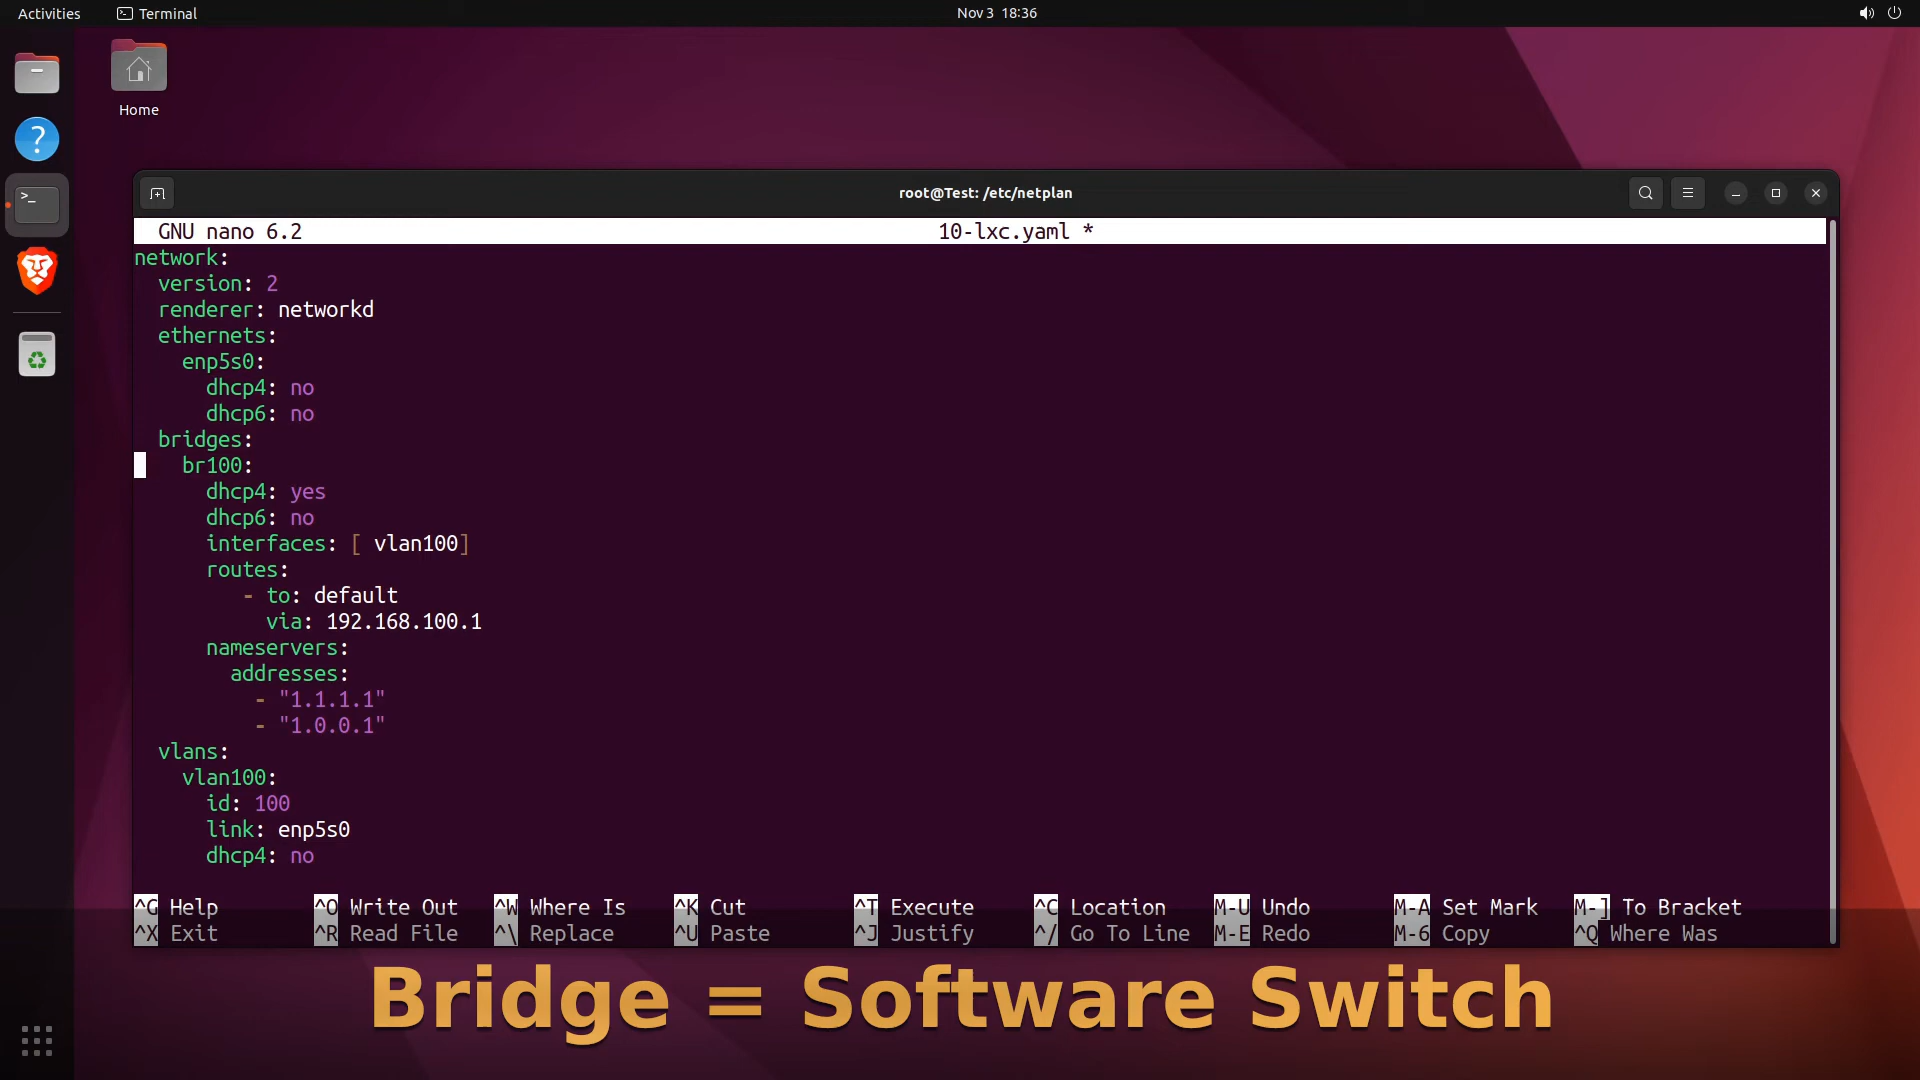 Activities Terminal Nov 3 18:36
Home
root@Test: /etc/netplan
GNU nano 6.2 10-lxc.yaml *
network:
  version: 2
  renderer: networkd
  ethernets:
    enp5s0:
      dhcp4: no
      dhcp6: no
  bridges:
    br100:
      dhcp4: yes
      dhcp6: no
      interfaces: [ vlan100]
      routes:
         - to: default
           via: 192.168.100.1
      nameservers:
        addresses:
          - "1.1.1.1"
          - "1.0.0.1"
  vlans:
    vlan100:
      id: 100
      link: enp5s0
      dhcp4: no
^G Help ^O Write Out ^W Where Is ^K Cut ^T Execute ^C Location M-U Undo M-A Set Mark M-] To Bracket
^X Exit ^R Read File ^\ Replace ^U Paste ^J Justify ^/ Go To Line M-E Redo M-6 Copy ^Q Where Was
Bridge = Software Switch